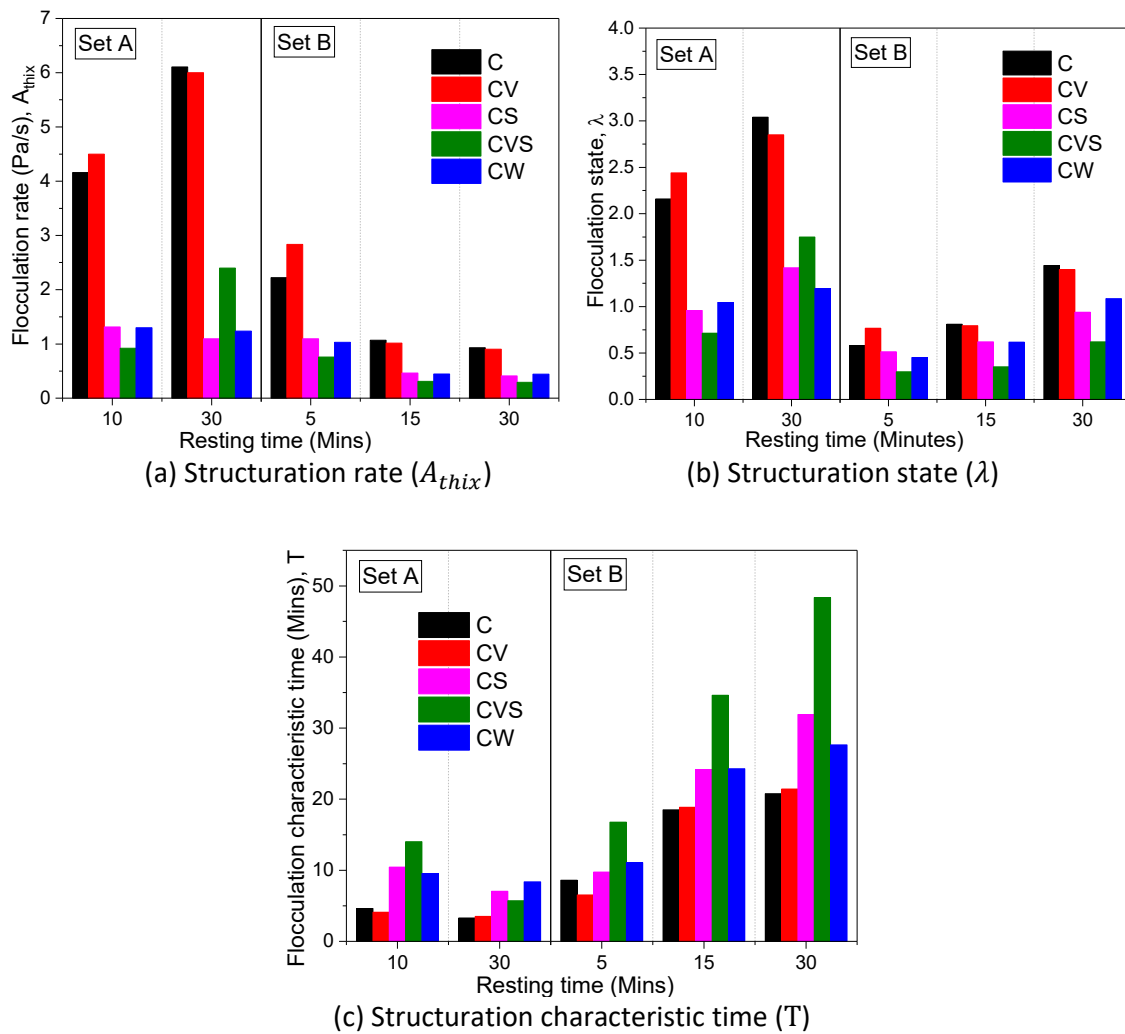 Set A
Set B
C
CV
CS
CVS
CW
7
6
5
4
3
2
1
0
Flocculation rate (Pa/s), A_thix
10
30
5
15
30
Resting time (Mins)
(a) Structuration rate (A_thix)
Set A
Set B
C
CV
CS
CVS
CW
4.0
3.5
3.0
2.5
2.0
1.5
1.0
0.5
0.0
Flocculation state, λ
10
30
5
15
30
Resting time (Minutes)
(b) Structuration state (λ)
Set A
Set B
C
CV
CS
CVS
CW
50
40
30
20
10
0
Flocculation charactieristic time (Mins), T
10
30
5
15
30
Resting time (Mins)
(c) Structuration characteristic time (T)